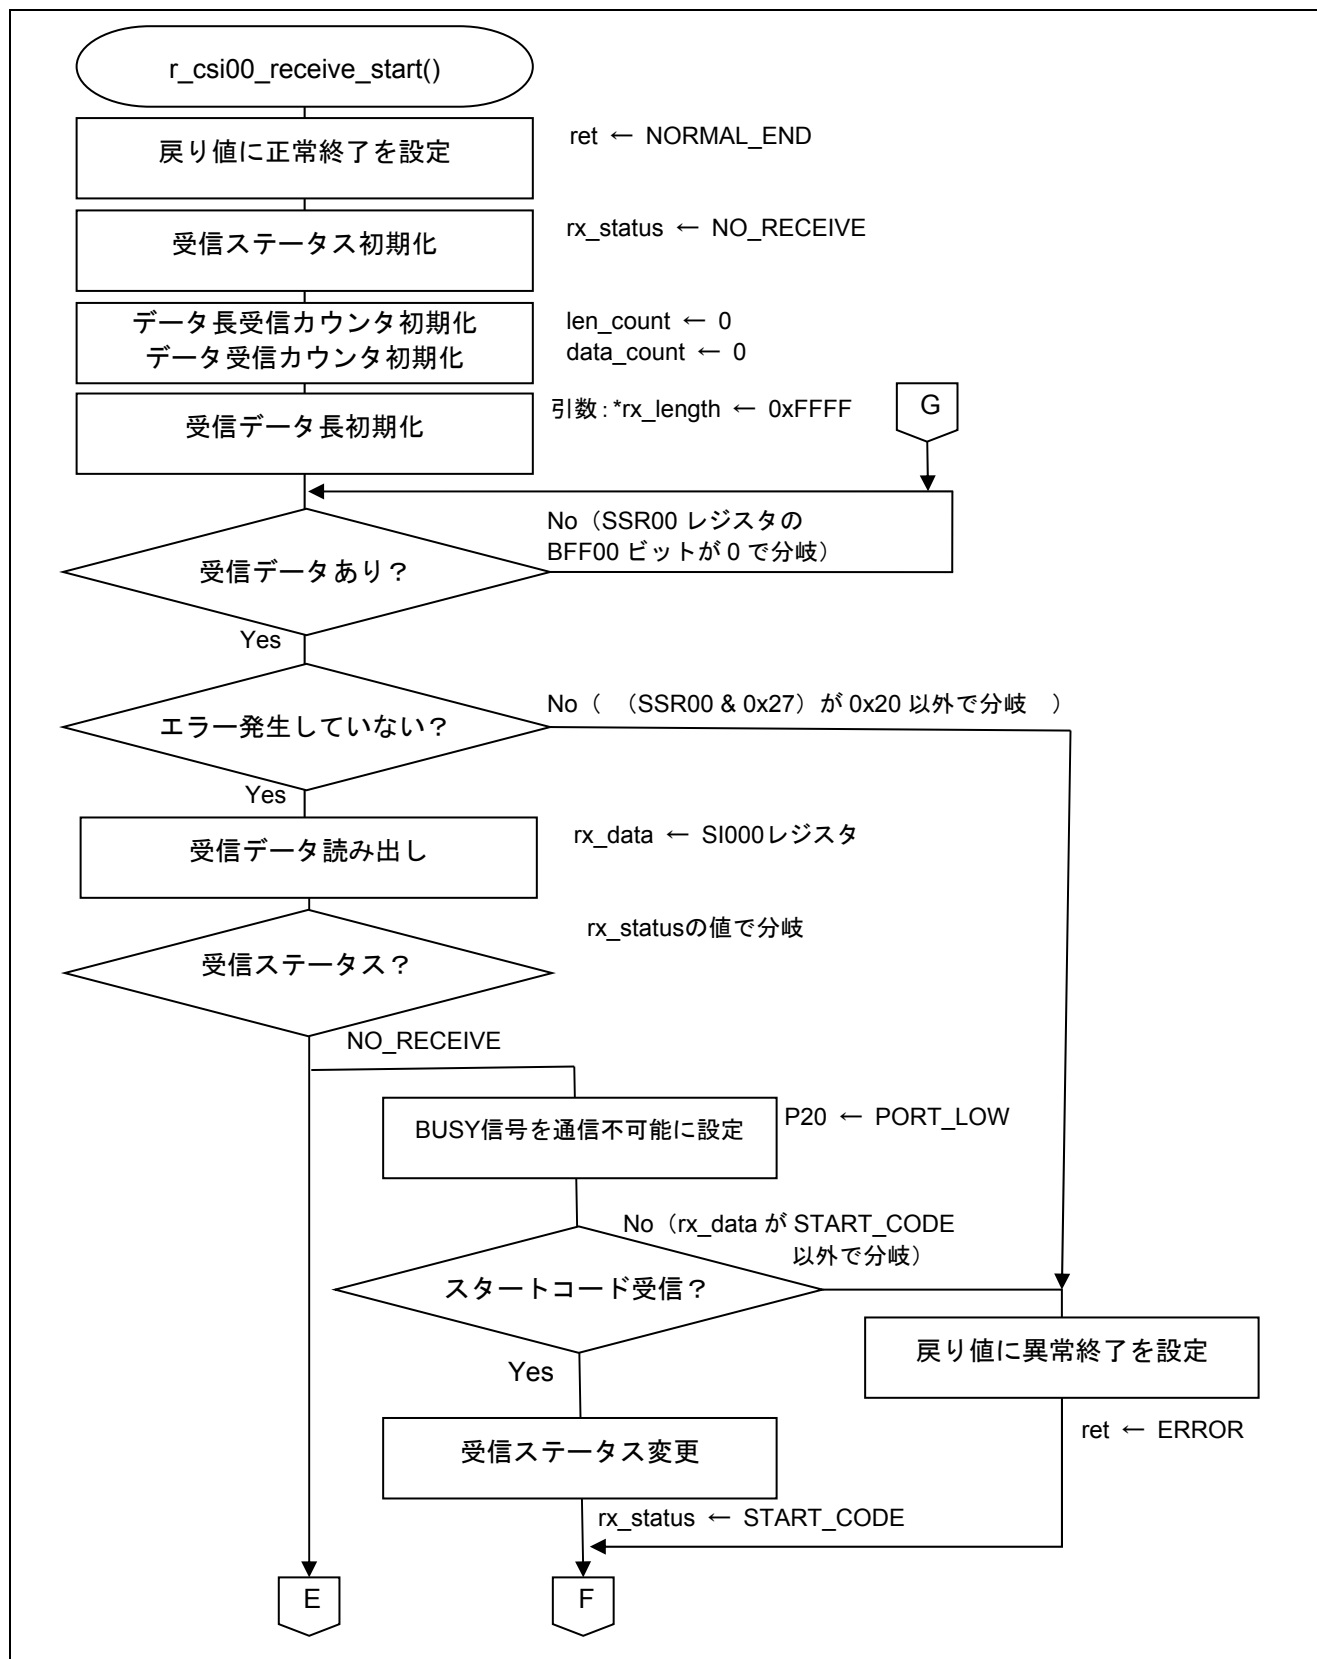 r_csi00_receive_start()
戻り値に正常終了を設定
ret ← NORMAL_END
受信ステータス初期化
rx_status ← NO_RECEIVE
データ長受信カウンタ初期化
データ受信カウンタ初期化
len_count ← 0
data_count ← 0
受信データ長初期化
引数:*rx_length ← 0xFFFF
G
受信データあり?
No(SSR00 レジスタの
BFF00 ビットが 0 で分岐)
Yes
エラー発生していない?
No( (SSR00 & 0x27)が 0x20 以外で分岐 )
Yes
受信データ読み出し
rx_data ← SI000レジスタ
受信ステータス?
rx_statusの値で分岐
NO_RECEIVE
BUSY信号を通信不可能に設定
P20 ← PORT_LOW
スタートコード受信?
No(rx_data が START_CODE
以外で分岐)
Yes
戻り値に異常終了を設定
ret ← ERROR
受信ステータス変更
rx_status ← START_CODE
E
F